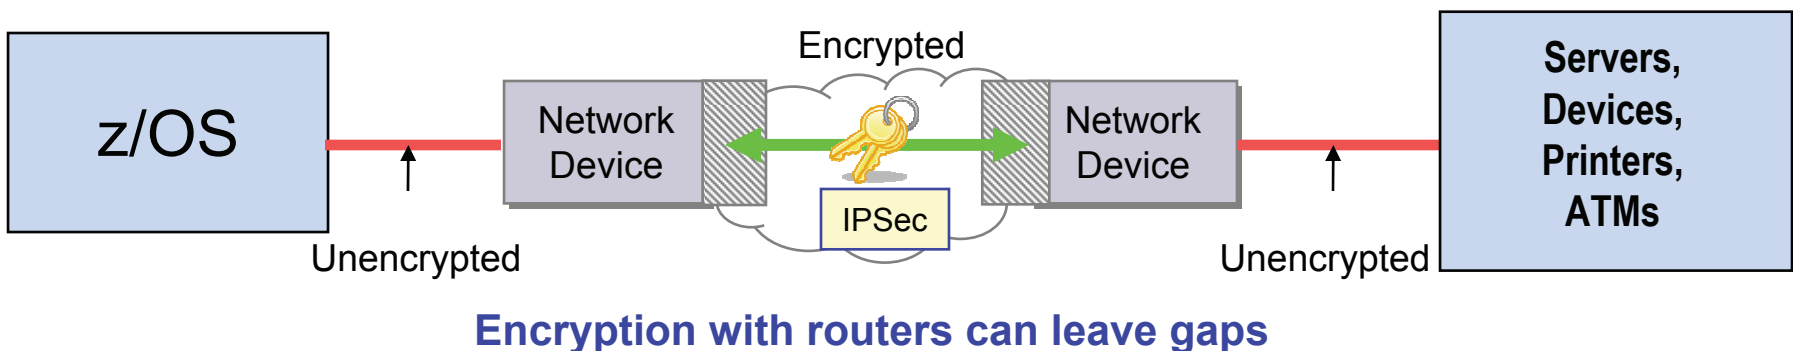 z/OS
Unencrypted
Network
Device
Encrypted
IPSec
Network
Device
Unencrypted
Servers,
Devices,
Printers,
ATMs
Encryption with routers can leave gaps